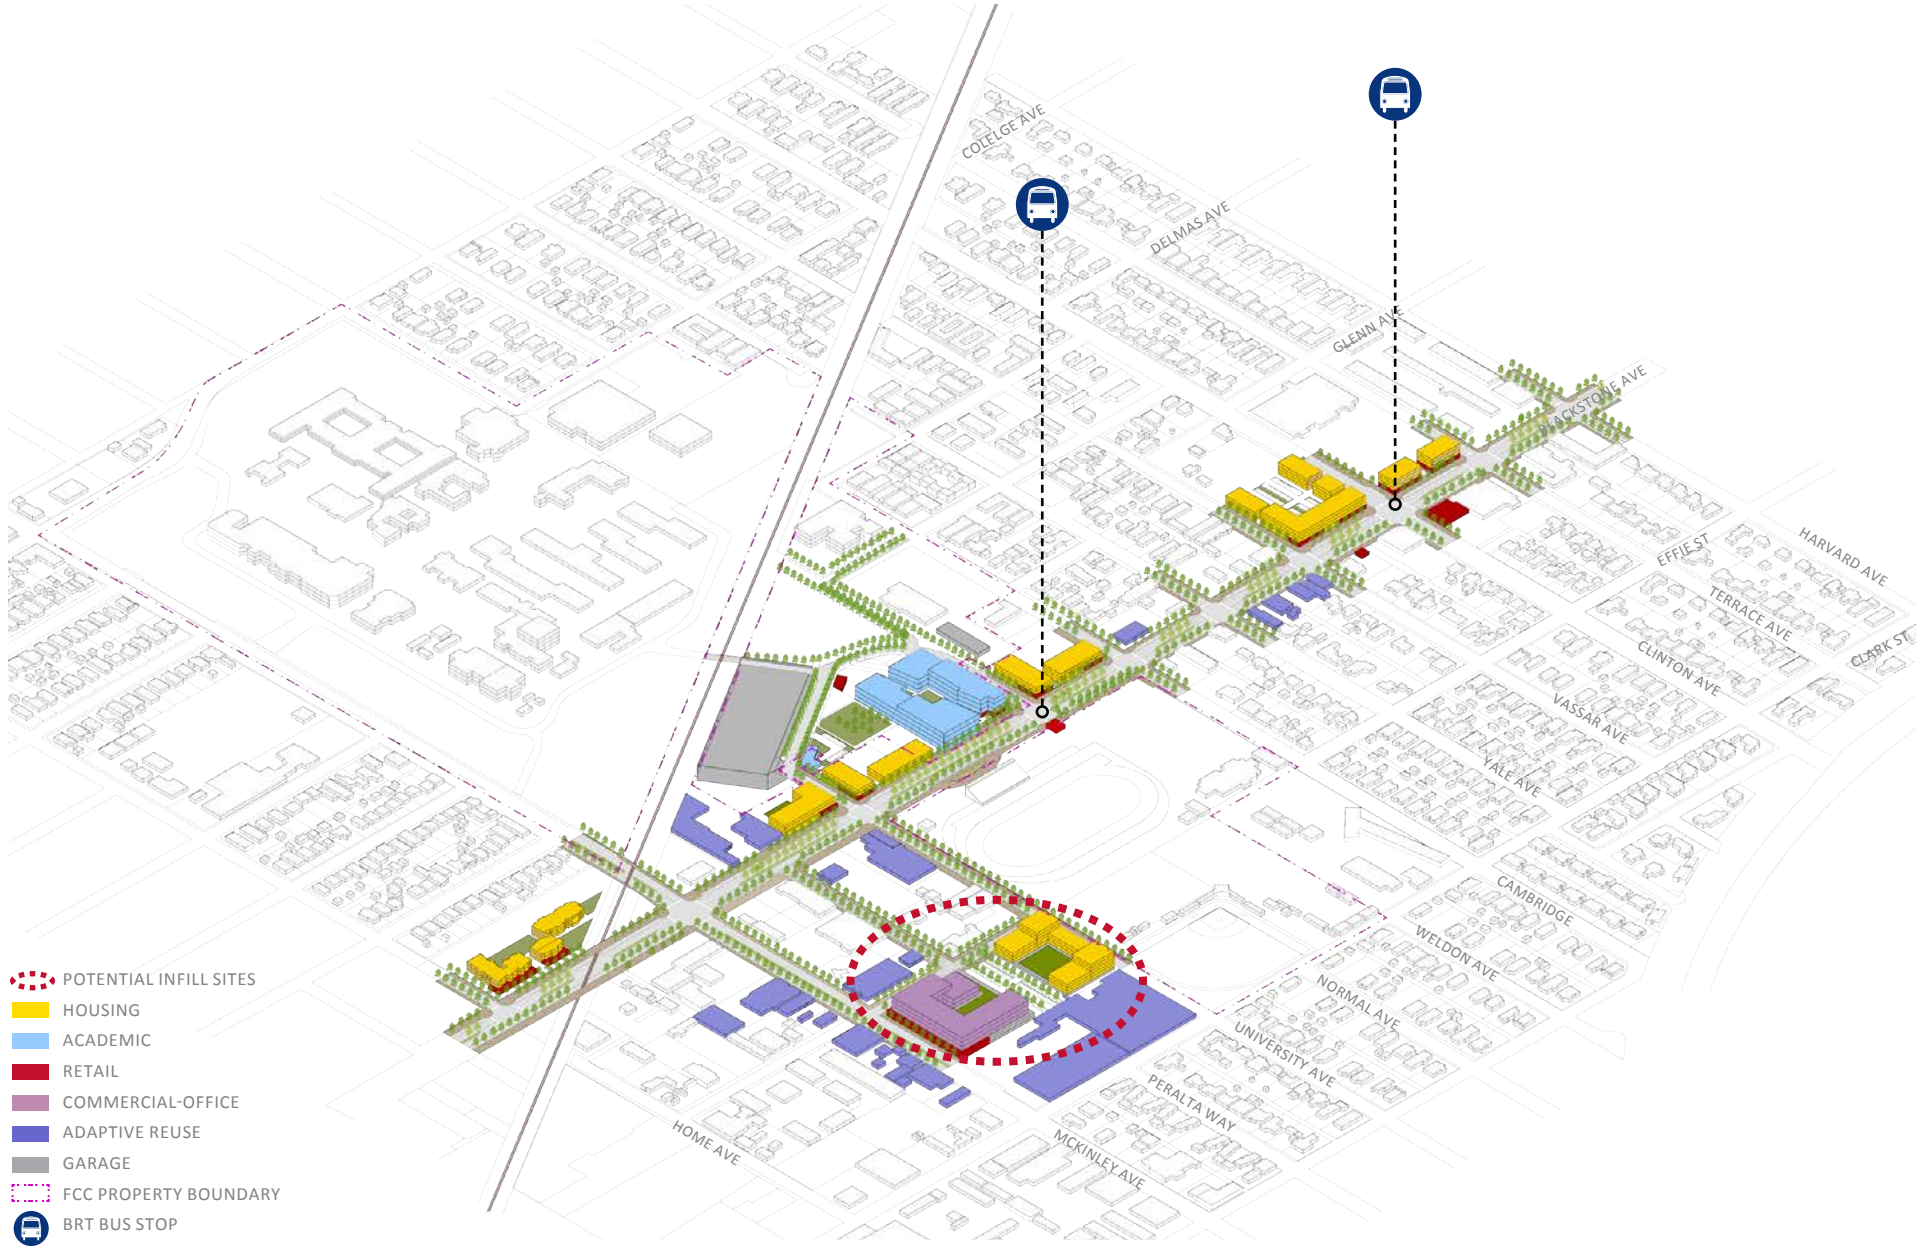 COLELGE AVE
DELMAS AVE
GLENN AVE
BLACKSTONE AVE
HARVARD AVE
EFFIE ST
TERRACE AVE
CLARK ST
CLINTON AVE
VASSAR AVE
YALE AVE
CAMBRIDGE
WELDON AVE
NORMAL AVE
UNIVERSITY AVE
PERALTA WAY
MCKINLEY AVE
HOME AVE
POTENTIAL INFILL SITES
HOUSING
ACADEMIC
RETAIL
COMMERCIAL-OFFICE
ADAPTIVE REUSE
GARAGE
FCC PROPERTY BOUNDARY
BRT BUS STOP